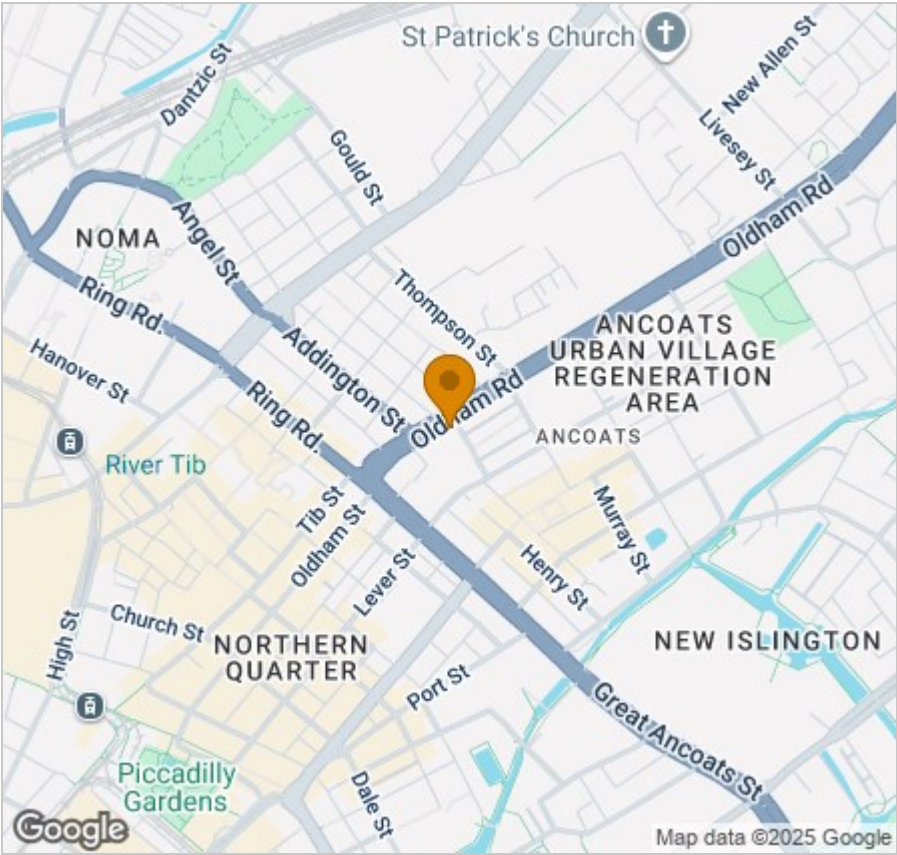 St Patrick's Church
New Allen St
Dantzic St
Livesey St
Gould St
Oldham Rd
Angel St
NOMA
Thompson St
Ring Rd.
Addington St
ANCOATS
URBAN VILLAGE
REGENERATION
AREA
Hanover St
Oldham Rd
Ring Rd.
ANCOATS
River Tib
Tib St
Murray St
Oldham St
Henry St
Lever St
Church St
High St
NORTHERN
QUARTER
NEW ISLINGTON
Port St
Great Ancoats St
Piccadilly
Gardens
Dale St
Google
Map data ©2025 Google